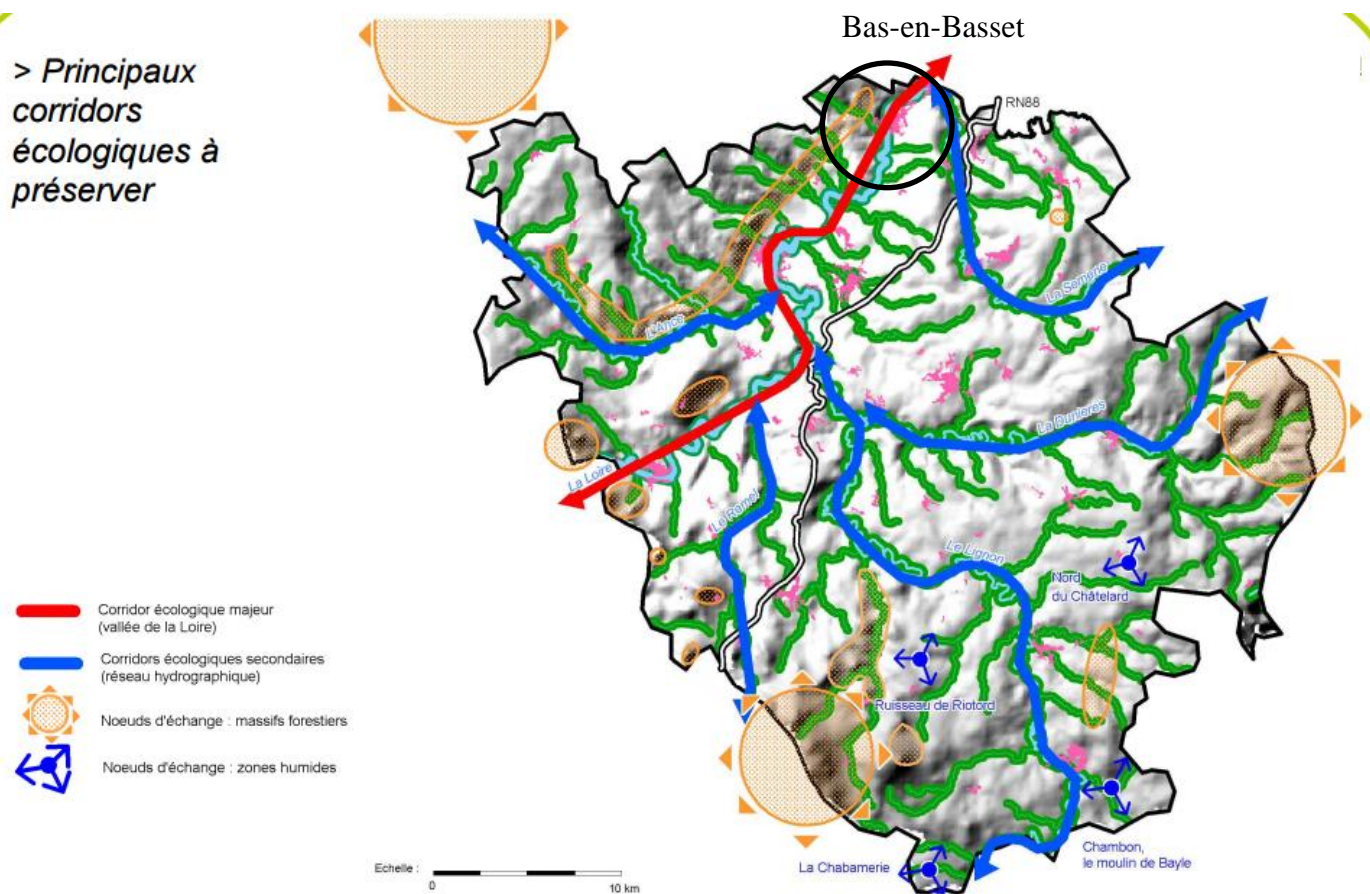 Bas-en-Basset
> Principaux
corridors
écologiques à
préserver
RN88
La Semène
L'Ance
La Dunières
La Loire
Le Ramel
Le Lignon
Nord
du Châtelard
Ruisseau de Riotord
Corridor écologique majeur
(vallée de la Loire)
Corridors écologiques secondaires
(réseau hydrographique)
Noeuds d'échange : massifs forestiers
Noeuds d'échange : zones humides
Chambon,
le moulin de Bayle
La Chabamerie
Echelle :
0
10 km